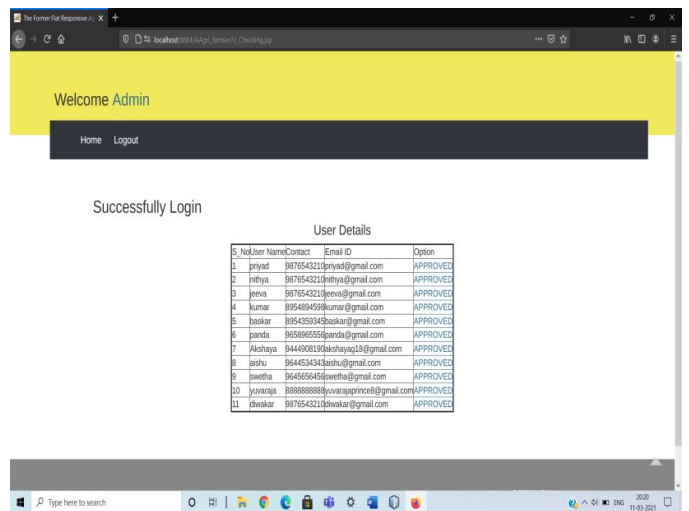 The Former Flat Responsive Ag X +
localhost:8084/AAgri_farmer/U_Checking.jsp
Welcome Admin
Home Logout
Successfully Login
User Details
S_No User Name Contact Email ID Option
1 priyad 9876543210 priyad@gmail.com APPROVED
2 nithya 9876543210 nithya@gmail.com APPROVED
3 jeeva 9876543210 jeeva@gmail.com APPROVED
4 kumar 8954894598 kumar@gmail.com APPROVED
5 baskar 8954359345 baskar@gmail.com APPROVED
6 panda 9658965556 panda@gmail.com APPROVED
7 Akshaya 9444908190 akshayag18@gmail.com APPROVED
8 aishu 9644534343 aishu@gmail.com APPROVED
9 swetha 9645656456 swetha@gmail.com APPROVED
10 yuvaraja 8888888888 yuvarajaprince8@gmail.com APPROVED
11 diwakar 9876543210 diwakar@gmail.com APPROVED
Type here to search
ENG
2020
11-03-2021